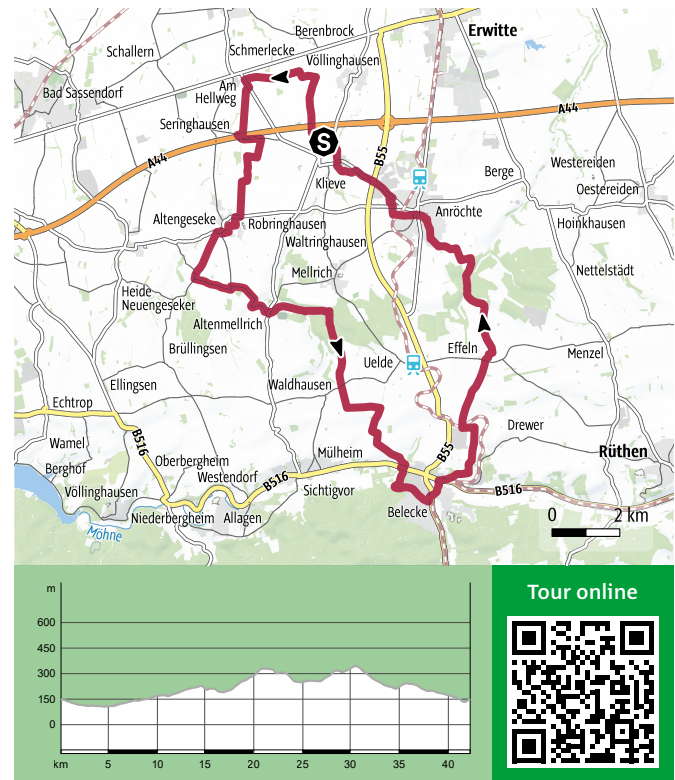 Berenbrock
Erwitte
Schallern
Schmerlecke
Völlinghausen
Bad Sassendorf
Am
Hellweg
A44
Seringhausen
S
A44
B55
Klieve
Berge
Westereiden
Oestereiden
Altengeseke
Robringhausen
Anröchte
Hoinkhausen
Waltringhausen
Mellrich
Nettelstädt
Heide
Neuengeseker
Altenmellrich
Brüllingsen
Uelde
Effeln
Menzel
Ellingsen
Waldhausen
Echtrop
Drewer
Wamel
B516
B55
Rüthen
Berghof
Oberbergheim
Mülheim
Westendorf
B516
Völlinghausen
Sichtigvor
B516
Niederbergheim
Allagen
Belecke
0 2 km
Möhne
m
600
450
300
150
0
km 5 10 15 20 25 30 35 40
Tour online